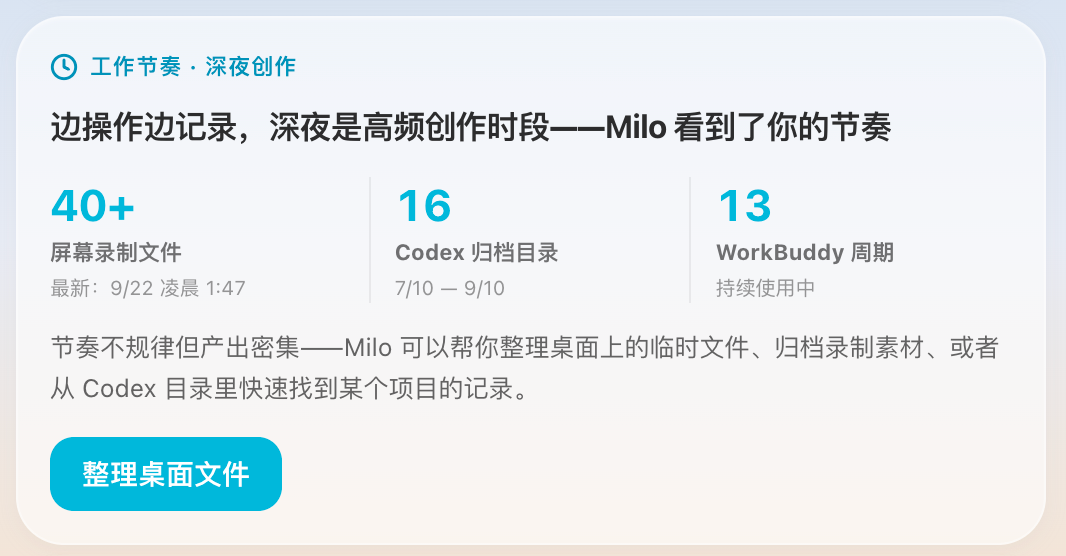 工作节奏 · 深夜创作
边操作边记录，深夜是高频创作时段——Milo 看到了你的节奏
40+
屏幕录制文件
最新：9/22 凌晨 1:47
16
Codex 归档目录
7/10 — 9/10
13
WorkBuddy 周期
持续使用中
节奏不规律但产出密集——Milo 可以帮你整理桌面上的临时文件、归档录制素材、或者
从 Codex 目录里快速找到某个项目的记录。
整理桌面文件